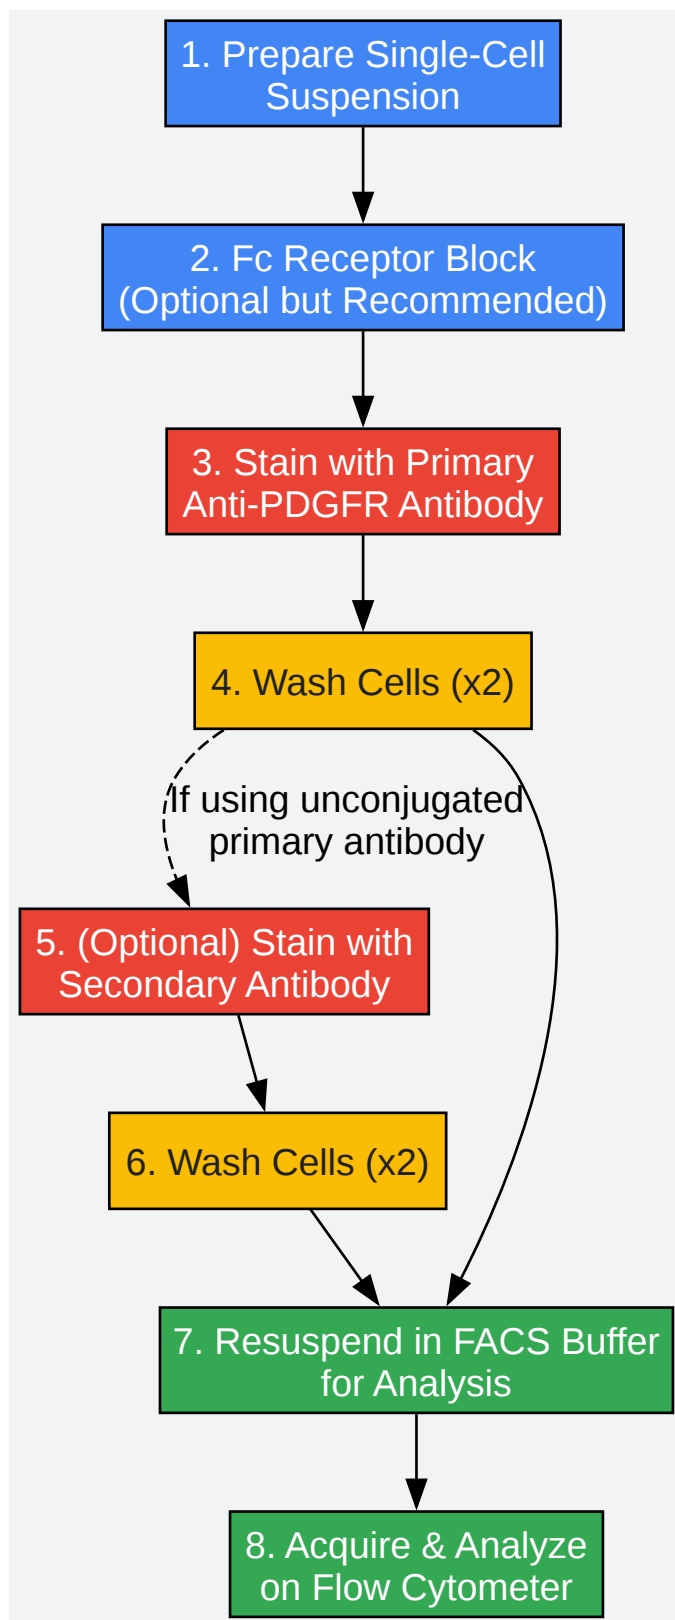 1. Prepare Single-Cell
Suspension
2. Fc Receptor Block
(Optional but Recommended)
3. Stain with Primary
Anti-PDGFR Antibody
4. Wash Cells (x2)
If using unconjugated
primary antibody
5. (Optional) Stain with
Secondary Antibody
6. Wash Cells (x2)
7. Resuspend in FACS Buffer
for Analysis
8. Acquire & Analyze
on Flow Cytometer